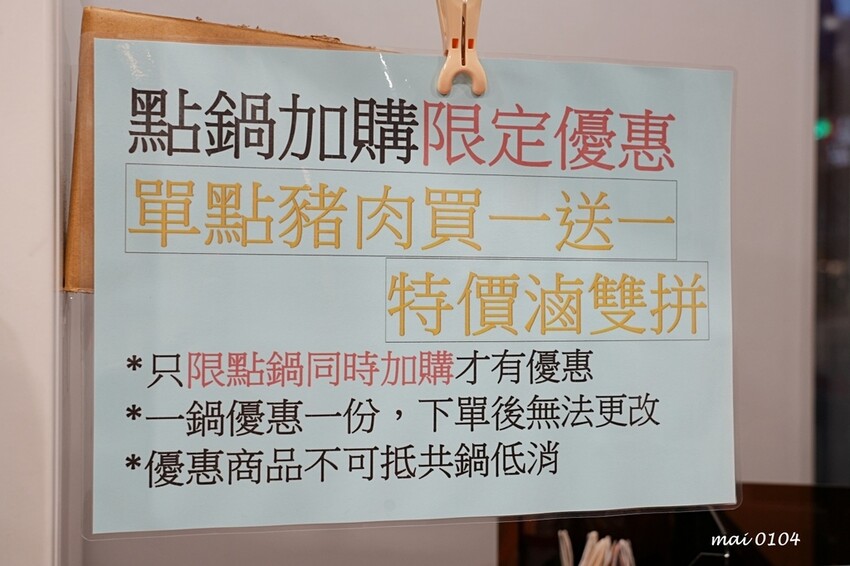 點鍋加購限定優惠
單點豬肉買一送一
特價滷雙拼
*只限點鍋同時加購才有優惠
*一鍋優惠一份，下單後無法更改
*優惠商品不可抵共鍋低消
mai 0104